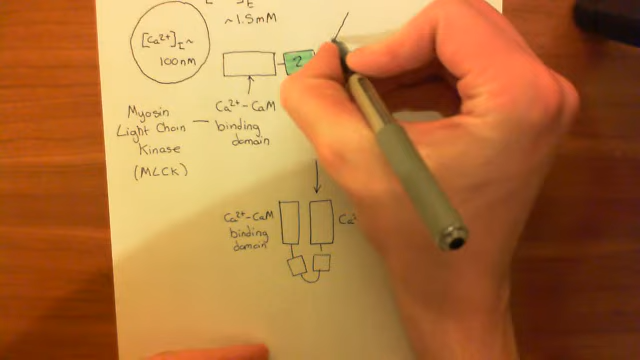 ~1.5mM
[Ca²⁺]ᴵ~
100nM
2
Ca²⁺-CaM
binding
domain
Myosin
Light Chain
Kinase
(MLCK)
Ca²⁺-CaM
binding
domain